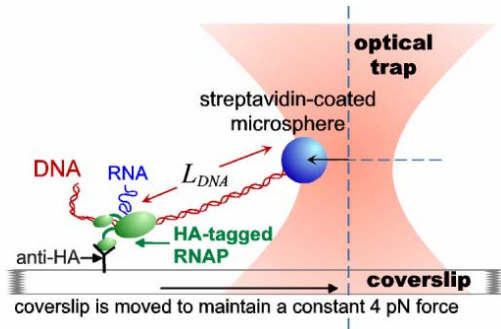 optical
trap
streptavidin-coated
microsphere
DNA
RNA
L_DNA
HA-tagged
RNAP
anti-HA
coverslip
coverslip is moved to maintain a constant 4 pN force